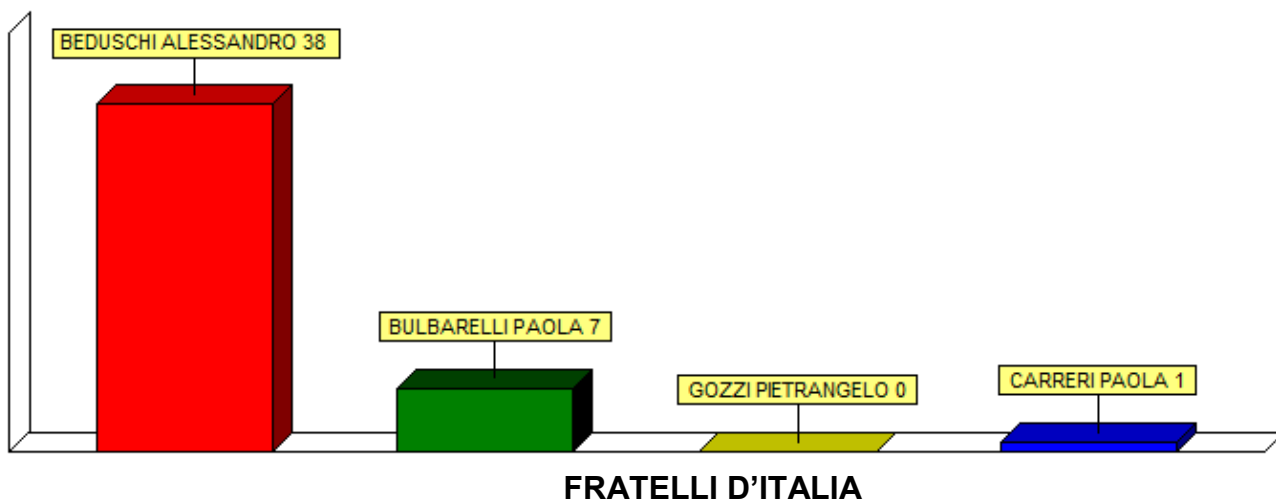 BEDUSCHI ALESSANDRO 38
BULBARELLI PAOLA 7
GOZZI PIETRANGELO 0
CARRERI PAOLA 1
FRATELLI D’ITALIA